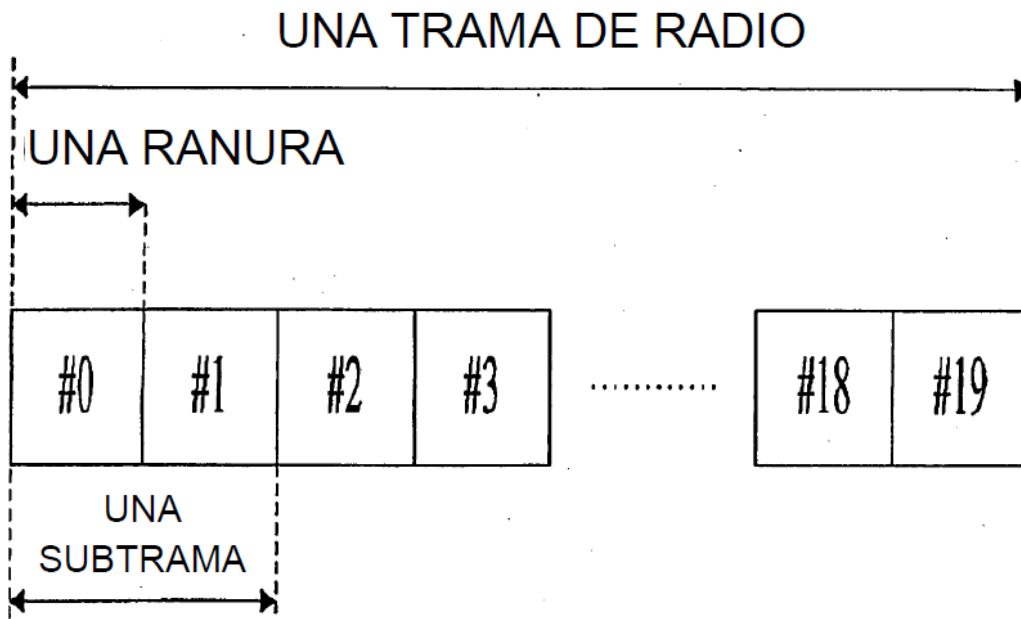 UNA TRAMA DE RADIO
UNA RANURA
#0 #1 #2 #3 ............ #18 #19
UNA
SUBTRAMA